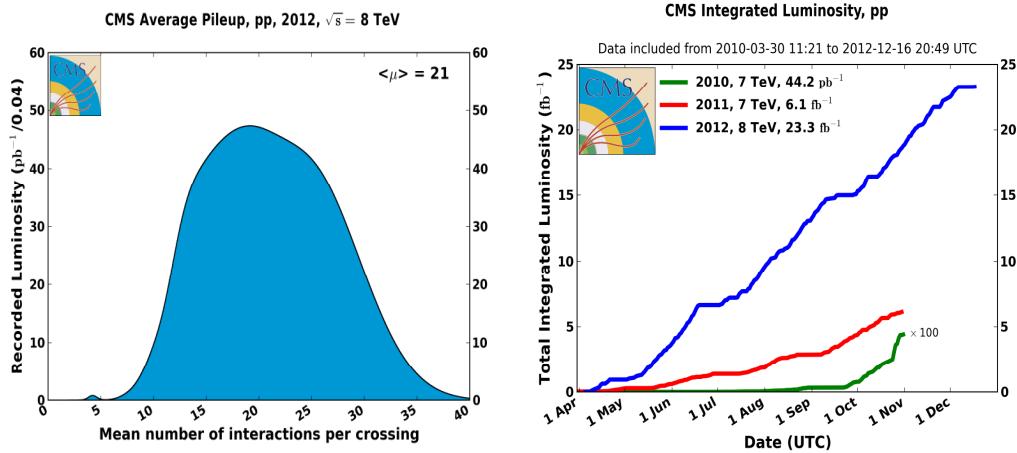 CMS Average Pileup, pp, 2012, √s = 8 TeV
<μ> = 21
CMS
60
50
40
30
20
10
0
60
50
40
30
20
10
0
Recorded Luminosity (pb⁻¹/0.04)
0 5 10 15 20 25 30 35 40
Mean number of interactions per crossing
CMS Integrated Luminosity, pp
Data included from 2010-03-30 11:21 to 2012-12-16 20:49 UTC
CMS
2010, 7 TeV, 44.2 pb⁻¹
2011, 7 TeV, 6.1 fb⁻¹
2012, 8 TeV, 23.3 fb⁻¹
25
20
15
10
5
0
25
20
15
10
5
0
× 100
Total Integrated Luminosity (fb⁻¹)
1 Apr 1 May 1 Jun 1 Jul 1 Aug 1 Sep 1 Oct 1 Nov 1 Dec
Date (UTC)